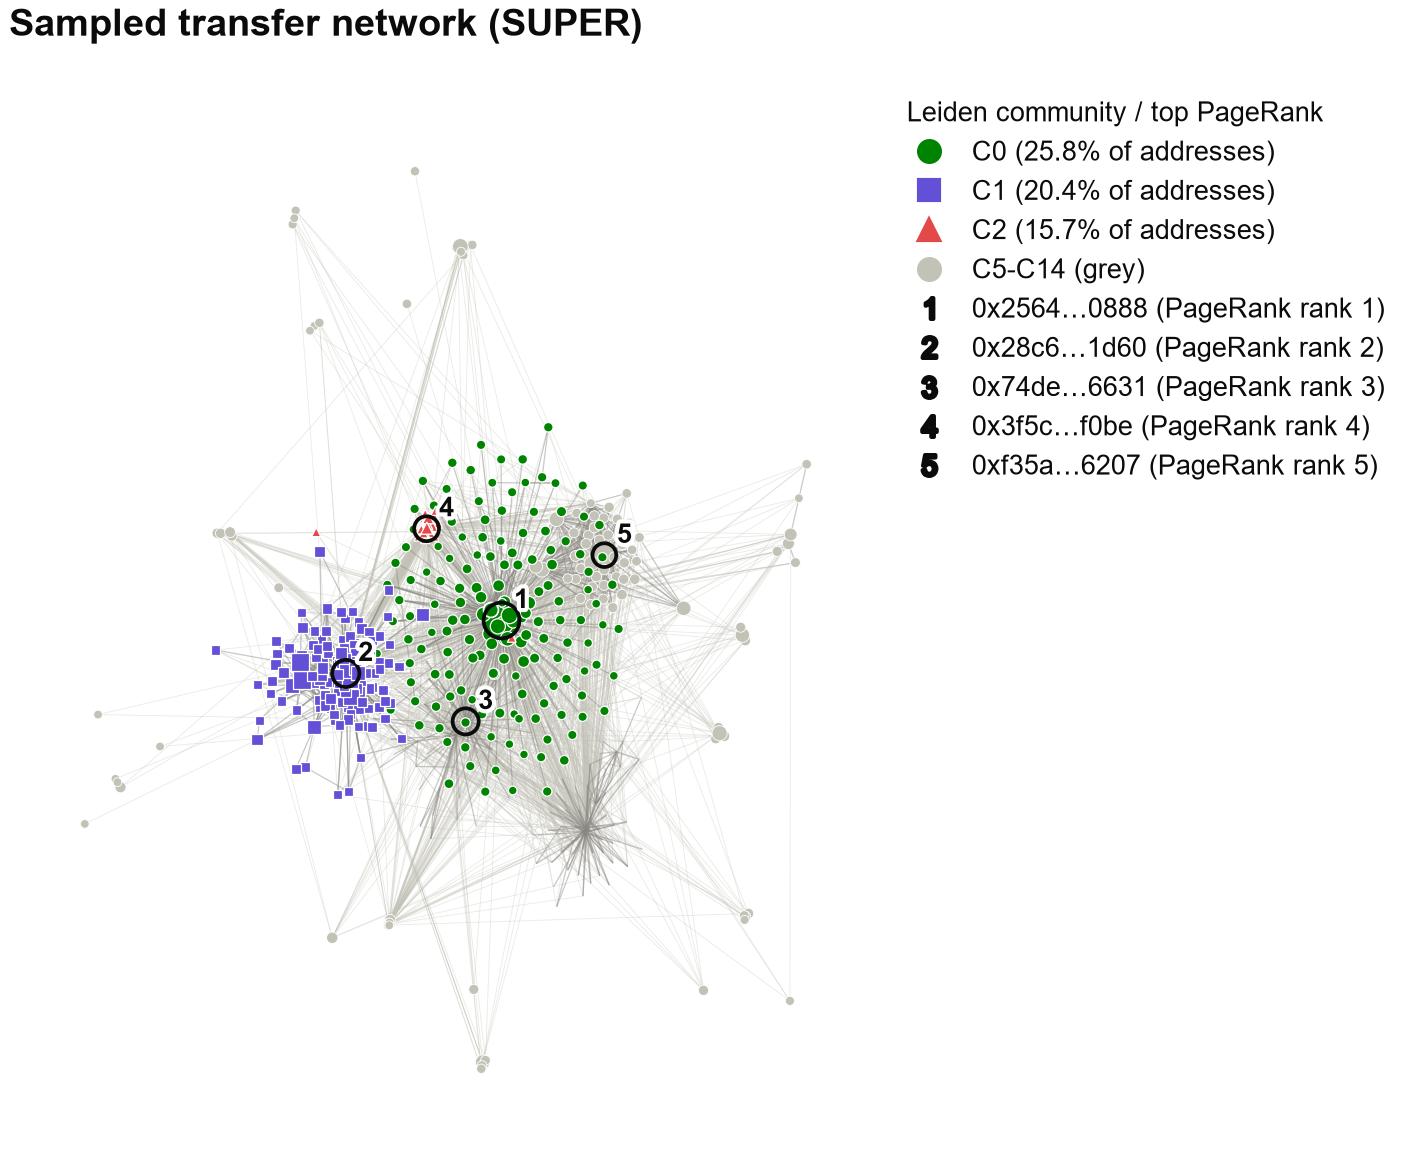 Sampled transfer network (SUPER)
Leiden community / top PageRank
C0 (25.8% of addresses)
C1 (20.4% of addresses)
C2 (15.7% of addresses)
C5-C14 (grey)
1 0x2564…0888 (PageRank rank 1)
2 0x28c6…1d60 (PageRank rank 2)
3 0x74de…6631 (PageRank rank 3)
4 0x3f5c…f0be (PageRank rank 4)
5 0xf35a…6207 (PageRank rank 5)
4
5
1
2
3